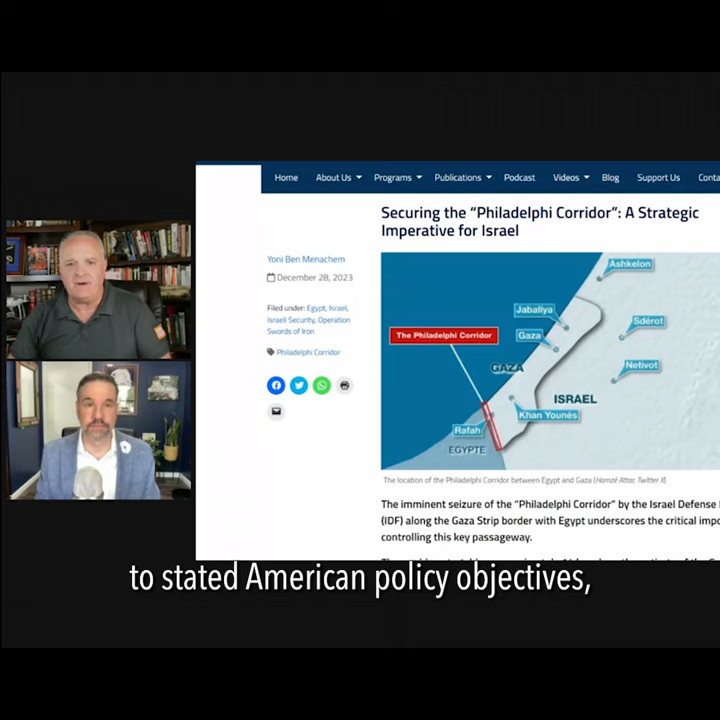 Home About Us Programs Publications Podcast Videos Blog Support Us Conta
Securing the “Philadelphi Corridor”: A Strategic
Imperative for Israel
Yoni Ben Menachem
December 28, 2023
Filed under: Egypt, Israel,
Israeli Security, Operation
Swords of Iron
Philadelphi Corridor
Ashkelon
Jabaliya
The Philadelphi Corridor
Gaza
Sdérot
GAZA
Netivot
ISRAEL
Khan Younés
Rafah
EGYPTE
The location of the Philadelphi Corridor between Egypt and Gaza (Hamzé Attar, Twitter X)
The imminent seizure of the “Philadelphi Corridor” by the Israel Defense
(IDF) along the Gaza Strip border with Egypt underscores the critical impo
controlling this key passageway.
to stated American policy objectives,